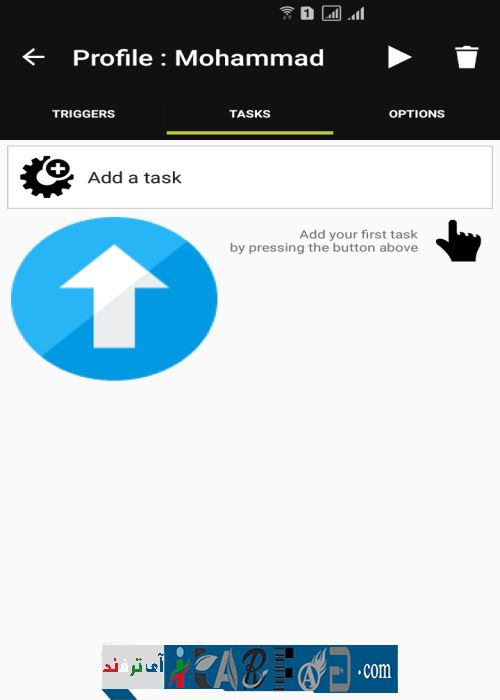 1
Profile : Mohammad
TRIGGERS
TASKS
OPTIONS
Add a task
Add your first task
by pressing the button above
آی ترفند
.com